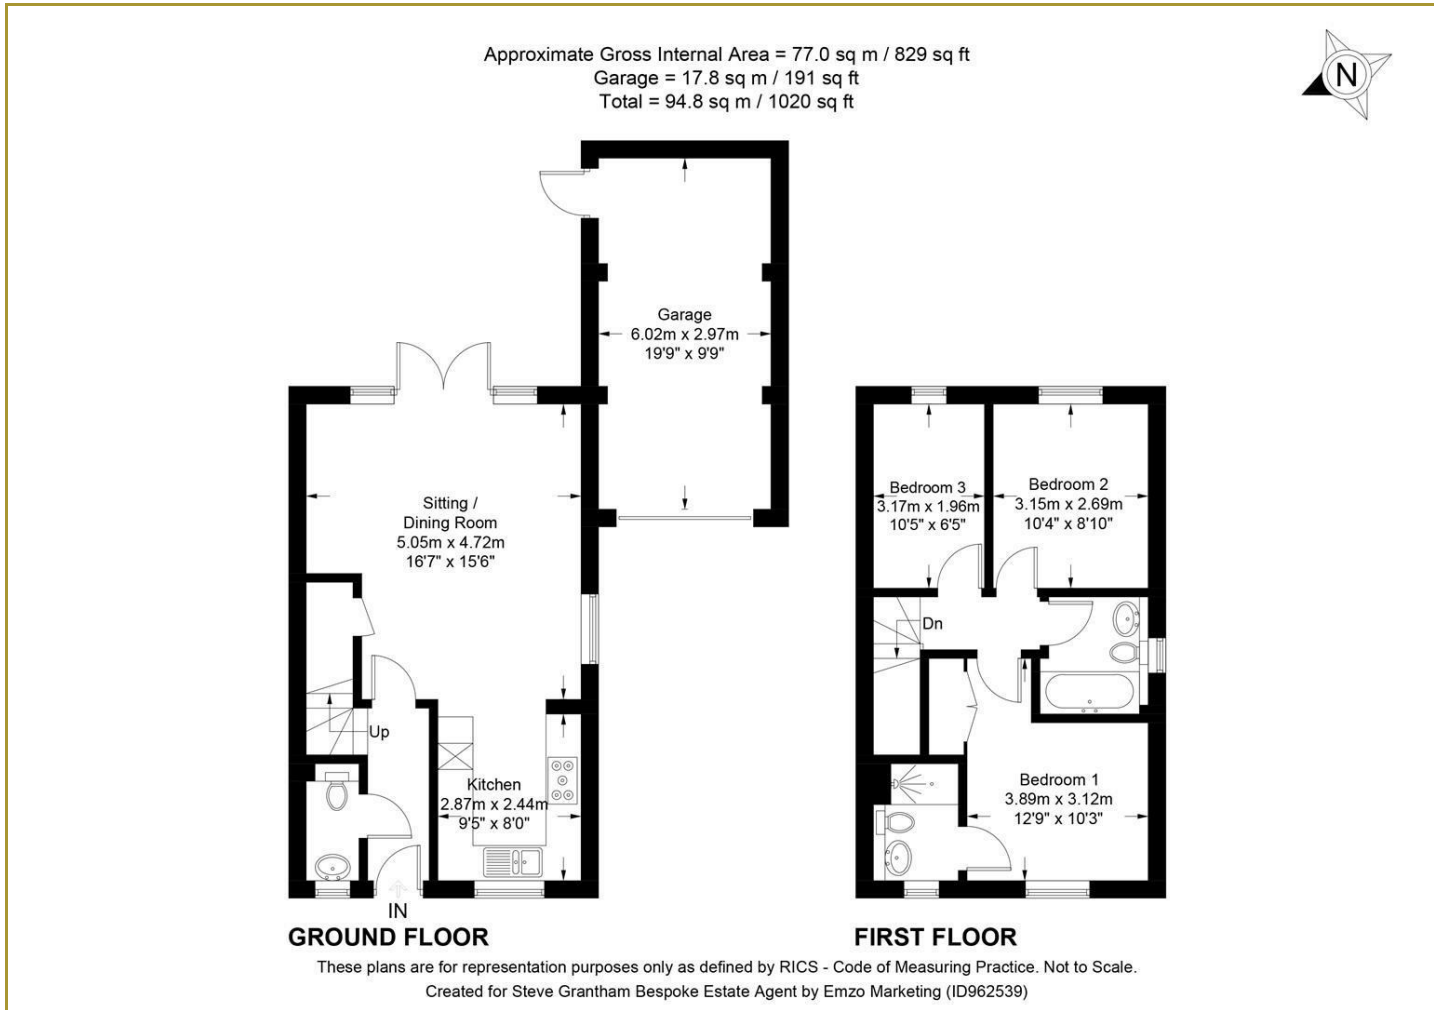 Approximate Gross Internal Area = 77.0 sq m / 829 sq ft
Garage = 17.8 sq m / 191 sq ft
Total = 94.8 sq m / 1020 sq ft
N
Garage
6.02m x 2.97m
19'9" x 9'9"
Sitting /
Dining Room
5.05m x 4.72m
16'7" x 15'6"
Up
Kitchen
2.87m x 2.44m
9'5" x 8'0"
IN
GROUND FLOOR
Bedroom 3
3.17m x 1.96m
10'5" x 6'5"
Bedroom 2
3.15m x 2.69m
10'4" x 8'10"
Dn
Bedroom 1
3.89m x 3.12m
12'9" x 10'3"
FIRST FLOOR
These plans are for representation purposes only as defined by RICS - Code of Measuring Practice. Not to Scale.
Created for Steve Grantham Bespoke Estate Agent by Emzo Marketing (ID962539)